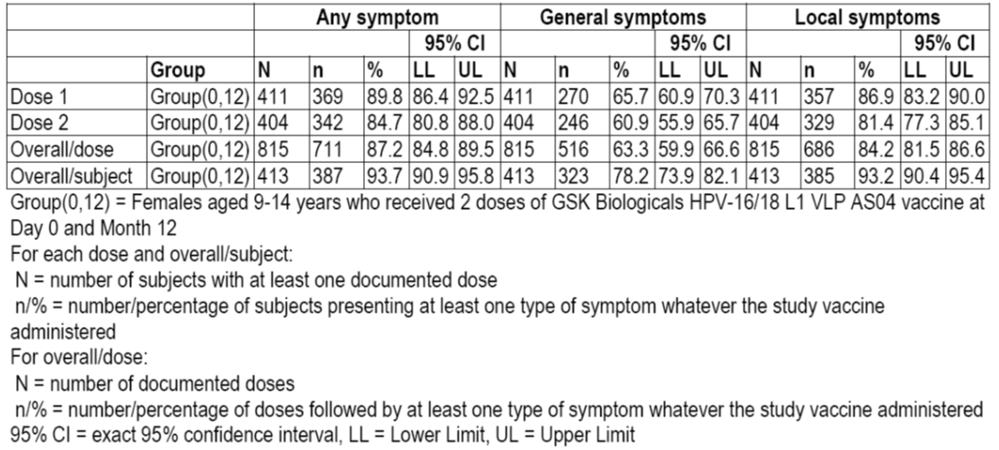 Any symptom General symptoms Local symptoms
95% CI 95% CI 95% CI
Group N n % LL UL N n % LL UL N n % LL UL
Dose 1 Group(0,12) 411 369 89.8 86.4 92.5 411 270 65.7 60.9 70.3 411 357 86.9 83.2 90.0
Dose 2 Group(0,12) 404 342 84.7 80.8 88.0 404 246 60.9 55.9 65.7 404 329 81.4 77.3 85.1
Overall/dose Group(0,12) 815 711 87.2 84.8 89.5 815 516 63.3 59.9 66.6 815 686 84.2 81.5 86.6
Overall/subject Group(0,12) 413 387 93.7 90.9 95.8 413 323 78.2 73.9 82.1 413 385 93.2 90.4 95.4
Group(0,12) = Females aged 9-14 years who received 2 doses of GSK Biologicals HPV-16/18 L1 VLP AS04 vaccine at
Day 0 and Month 12
For each dose and overall/subject:
N = number of subjects with at least one documented dose
n/% = number/percentage of subjects presenting at least one type of symptom whatever the study vaccine
administered
For overall/dose:
N = number of documented doses
n/% = number/percentage of doses followed by at least one type of symptom whatever the study vaccine administered
95% CI = exact 95% confidence interval, LL = Lower Limit, UL = Upper Limit